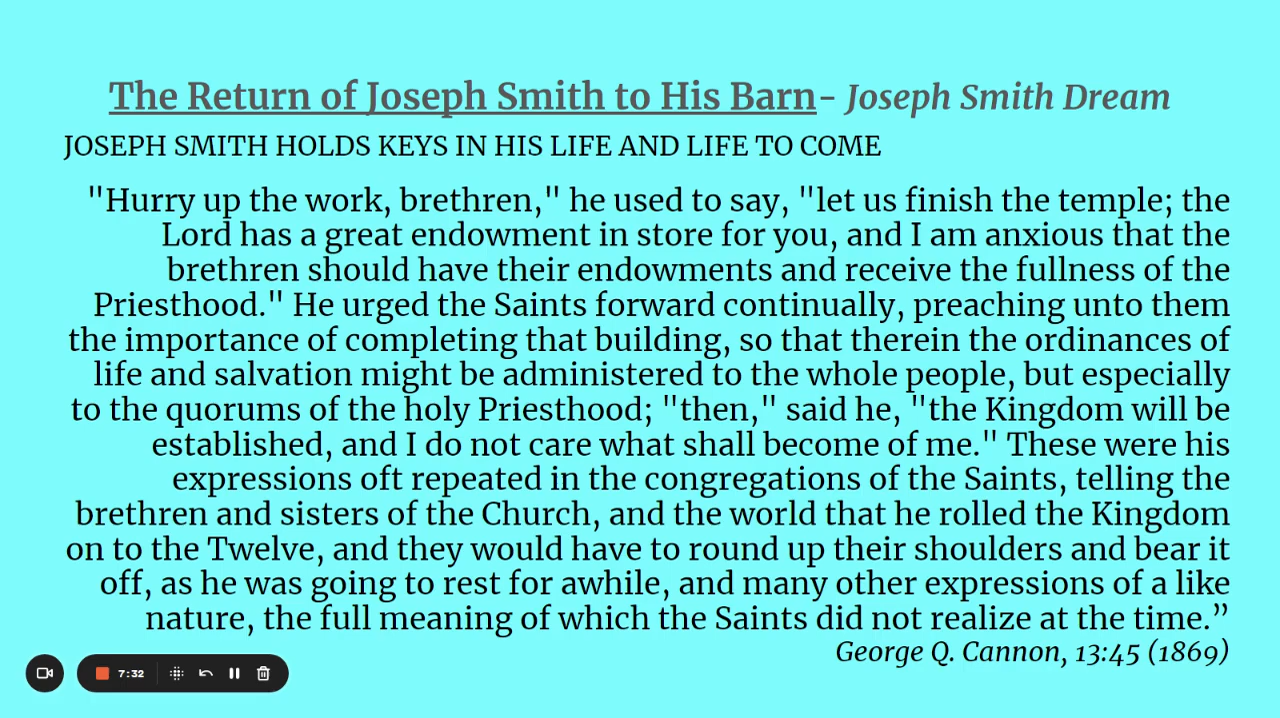 The Return of Joseph Smith to His Barn- Joseph Smith Dream
JOSEPH SMITH HOLDS KEYS IN HIS LIFE AND LIFE TO COME
"Hurry up the work, brethren," he used to say, "let us finish the temple; the
Lord has a great endowment in store for you, and I am anxious that the
brethren should have their endowments and receive the fullness of the
Priesthood." He urged the Saints forward continually, preaching unto them
the importance of completing that building, so that therein the ordinances of
life and salvation might be administered to the whole people, but especially
to the quorums of the holy Priesthood; "then," said he, "the Kingdom will be
established, and I do not care what shall become of me." These were his
expressions oft repeated in the congregations of the Saints, telling the
brethren and sisters of the Church, and the world that he rolled the Kingdom
on to the Twelve, and they would have to round up their shoulders and bear it
off, as he was going to rest for awhile, and many other expressions of a like
nature, the full meaning of which the Saints did not realize at the time.”
George Q. Cannon, 13:45 (1869)
7:32